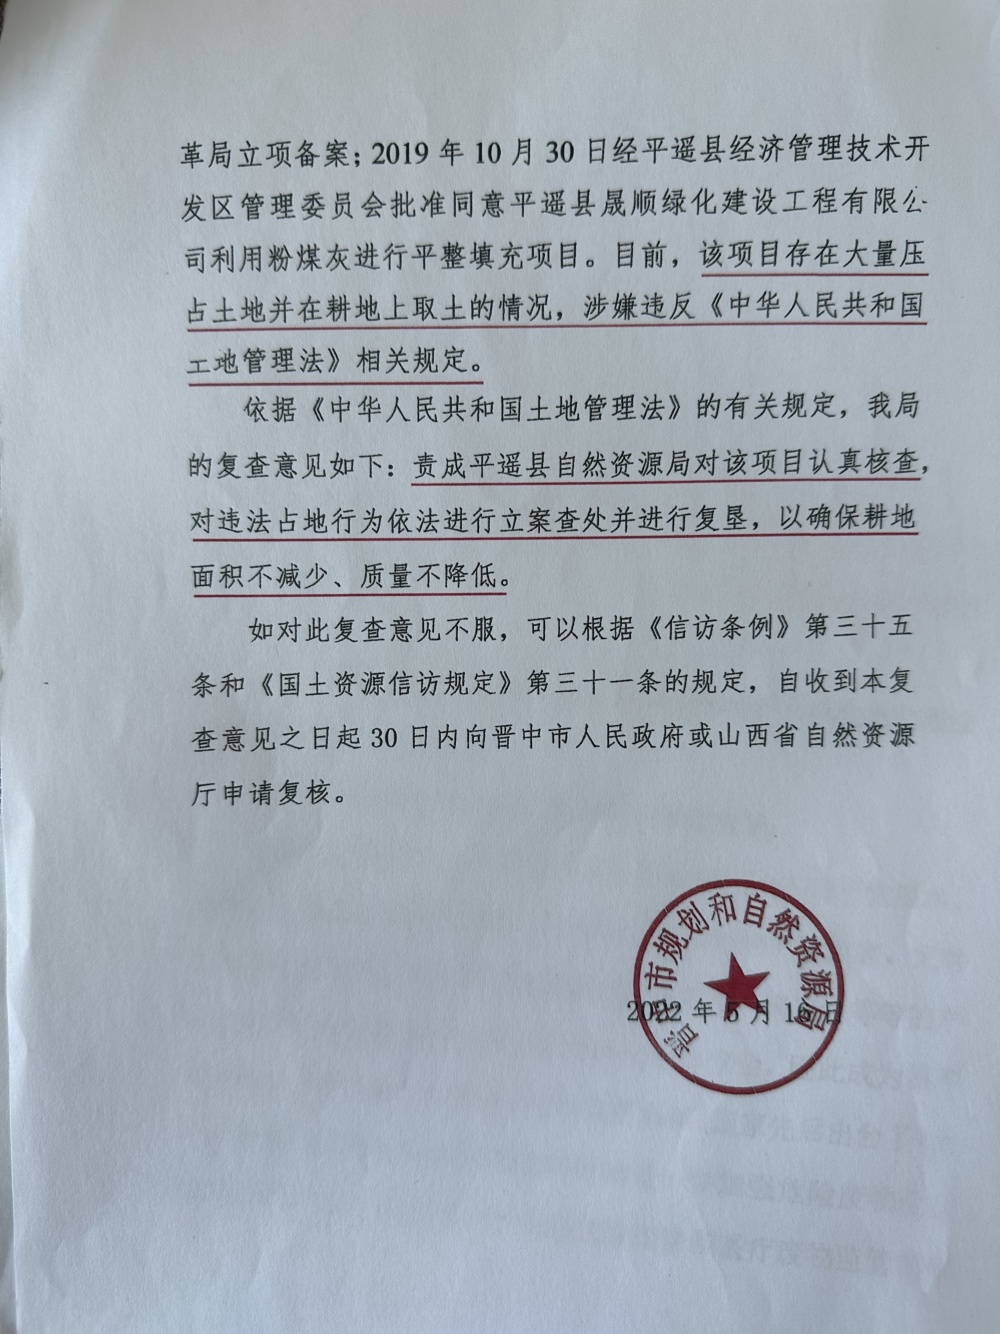 革局立项备案；2019 年 10 月 30 日经平遥县经济管理技术开
发区管理委员会批准同意平遥县晟顺绿化建设工程有限公
司利用粉煤灰进行平整填充项目。目前，该项目存在大量压
占土地并在耕地上取土的情况，涉嫌违反《中华人民共和国
土地管理法》相关规定。
依据《中华人民共和国土地管理法》的有关规定，我局
的复查意见如下：责成平遥县自然资源局对该项目认真核查，
对违法占地行为依法进行立案查处并进行复垦，以确保耕地
面积不减少、质量不降低。
如对此复查意见不服，可以根据《信访条例》第三十五
条和《国土资源信访规定》第三十一条的规定，自收到本复
查意见之日起 30 日内向晋中市人民政府或山西省自然资源
厅申请复核。
晋中市规划和自然资源局
2022 年 5 月 16 日